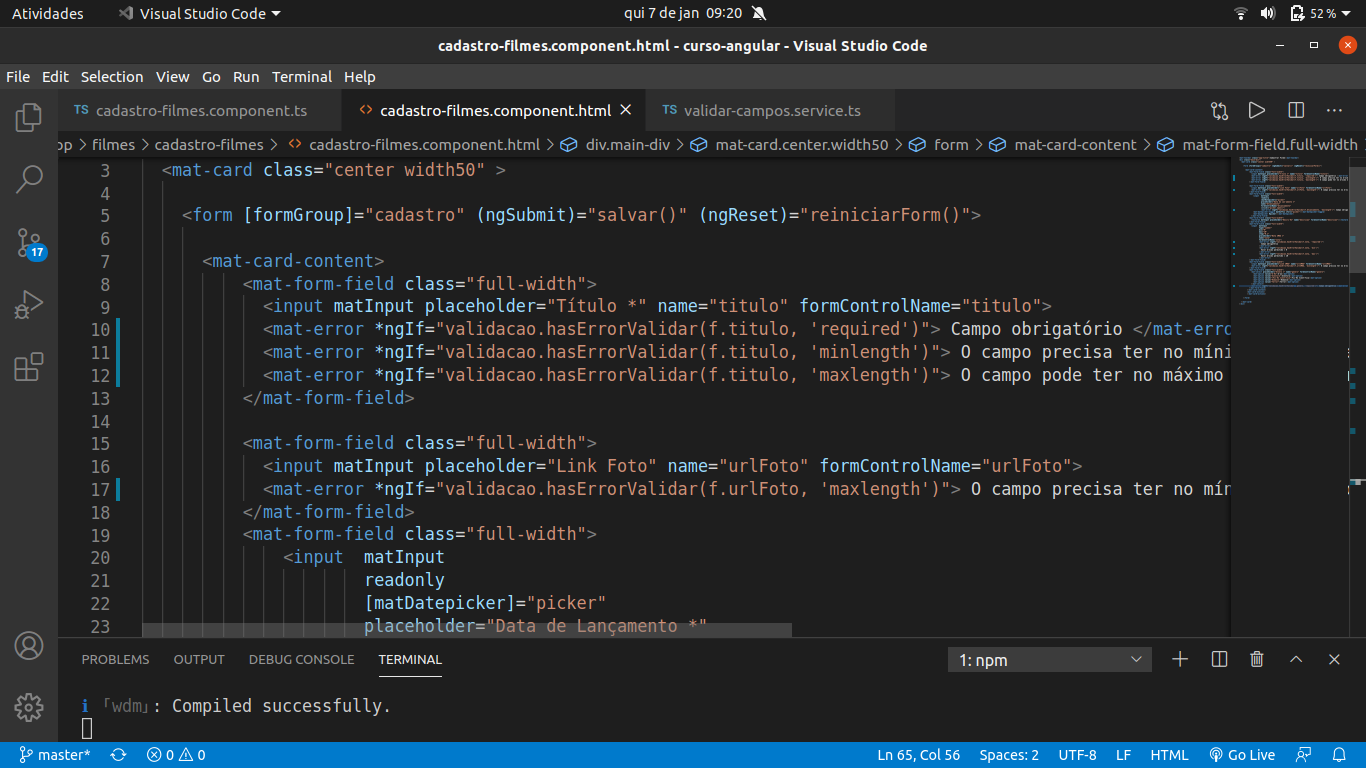 Atividades
Visual Studio Code
qui 7 de jan 09:20
52 %
cadastro-filmes.component.html - curso-angular - Visual Studio Code
File Edit Selection View Go Run Terminal Help
TS cadastro-filmes.component.ts
<> cadastro-filmes.component.html
TS validar-campos.service.ts
op > filmes > cadastro-filmes > <> cadastro-filmes.component.html > div.main-div > mat-card.center.width50 > form > mat-card-content > mat-form-field.full-width >
3 <mat-card class="center width50" >
4
5 <form [formGroup]="cadastro" (ngSubmit)="salvar()" (ngReset)="reiniciarForm()">
6
7 <mat-card-content>
8 <mat-form-field class="full-width">
9 <input matInput placeholder="Título *" name="titulo" formControlName="titulo">
10 <mat-error *ngIf="validacao.hasErrorValidar(f.titulo, 'required')"> Campo obrigatório </mat-erro
11 <mat-error *ngIf="validacao.hasErrorValidar(f.titulo, 'minlength')"> O campo precisa ter no míni
12 <mat-error *ngIf="validacao.hasErrorValidar(f.titulo, 'maxlength')"> O campo pode ter no máximo
13 </mat-form-field>
14
15 <mat-form-field class="full-width">
16 <input matInput placeholder="Link Foto" name="urlFoto" formControlName="urlFoto">
17 <mat-error *ngIf="validacao.hasErrorValidar(f.urlFoto, 'maxlength')"> O campo precisa ter no mín
18 </mat-form-field>
19 <mat-form-field class="full-width">
20 <input  matInput
21 readonly
22 [matDatepicker]="picker"
23 placeholder="Data de Lançamento *"
17
PROBLEMS OUTPUT DEBUG CONSOLE TERMINAL
1: npm
ℹ ｢wdm｣: Compiled successfully.
master* 0 0
Ln 65, Col 56 Spaces: 2 UTF-8 LF HTML Go Live